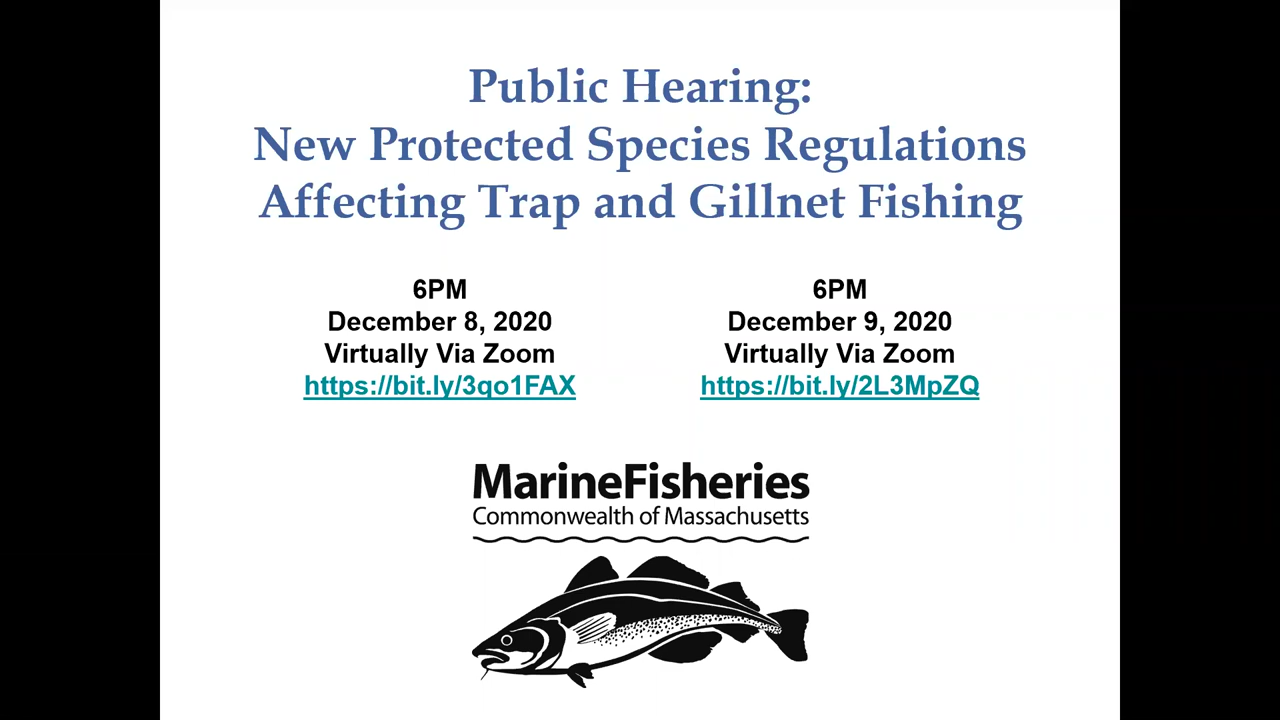 Public Hearing:
New Protected Species Regulations
Affecting Trap and Gillnet Fishing
6PM
December 8, 2020
Virtually Via Zoom
https://bit.ly/3qo1FAX
6PM
December 9, 2020
Virtually Via Zoom
https://bit.ly/2L3MpZQ
MarineFisheries
Commonwealth of Massachusetts